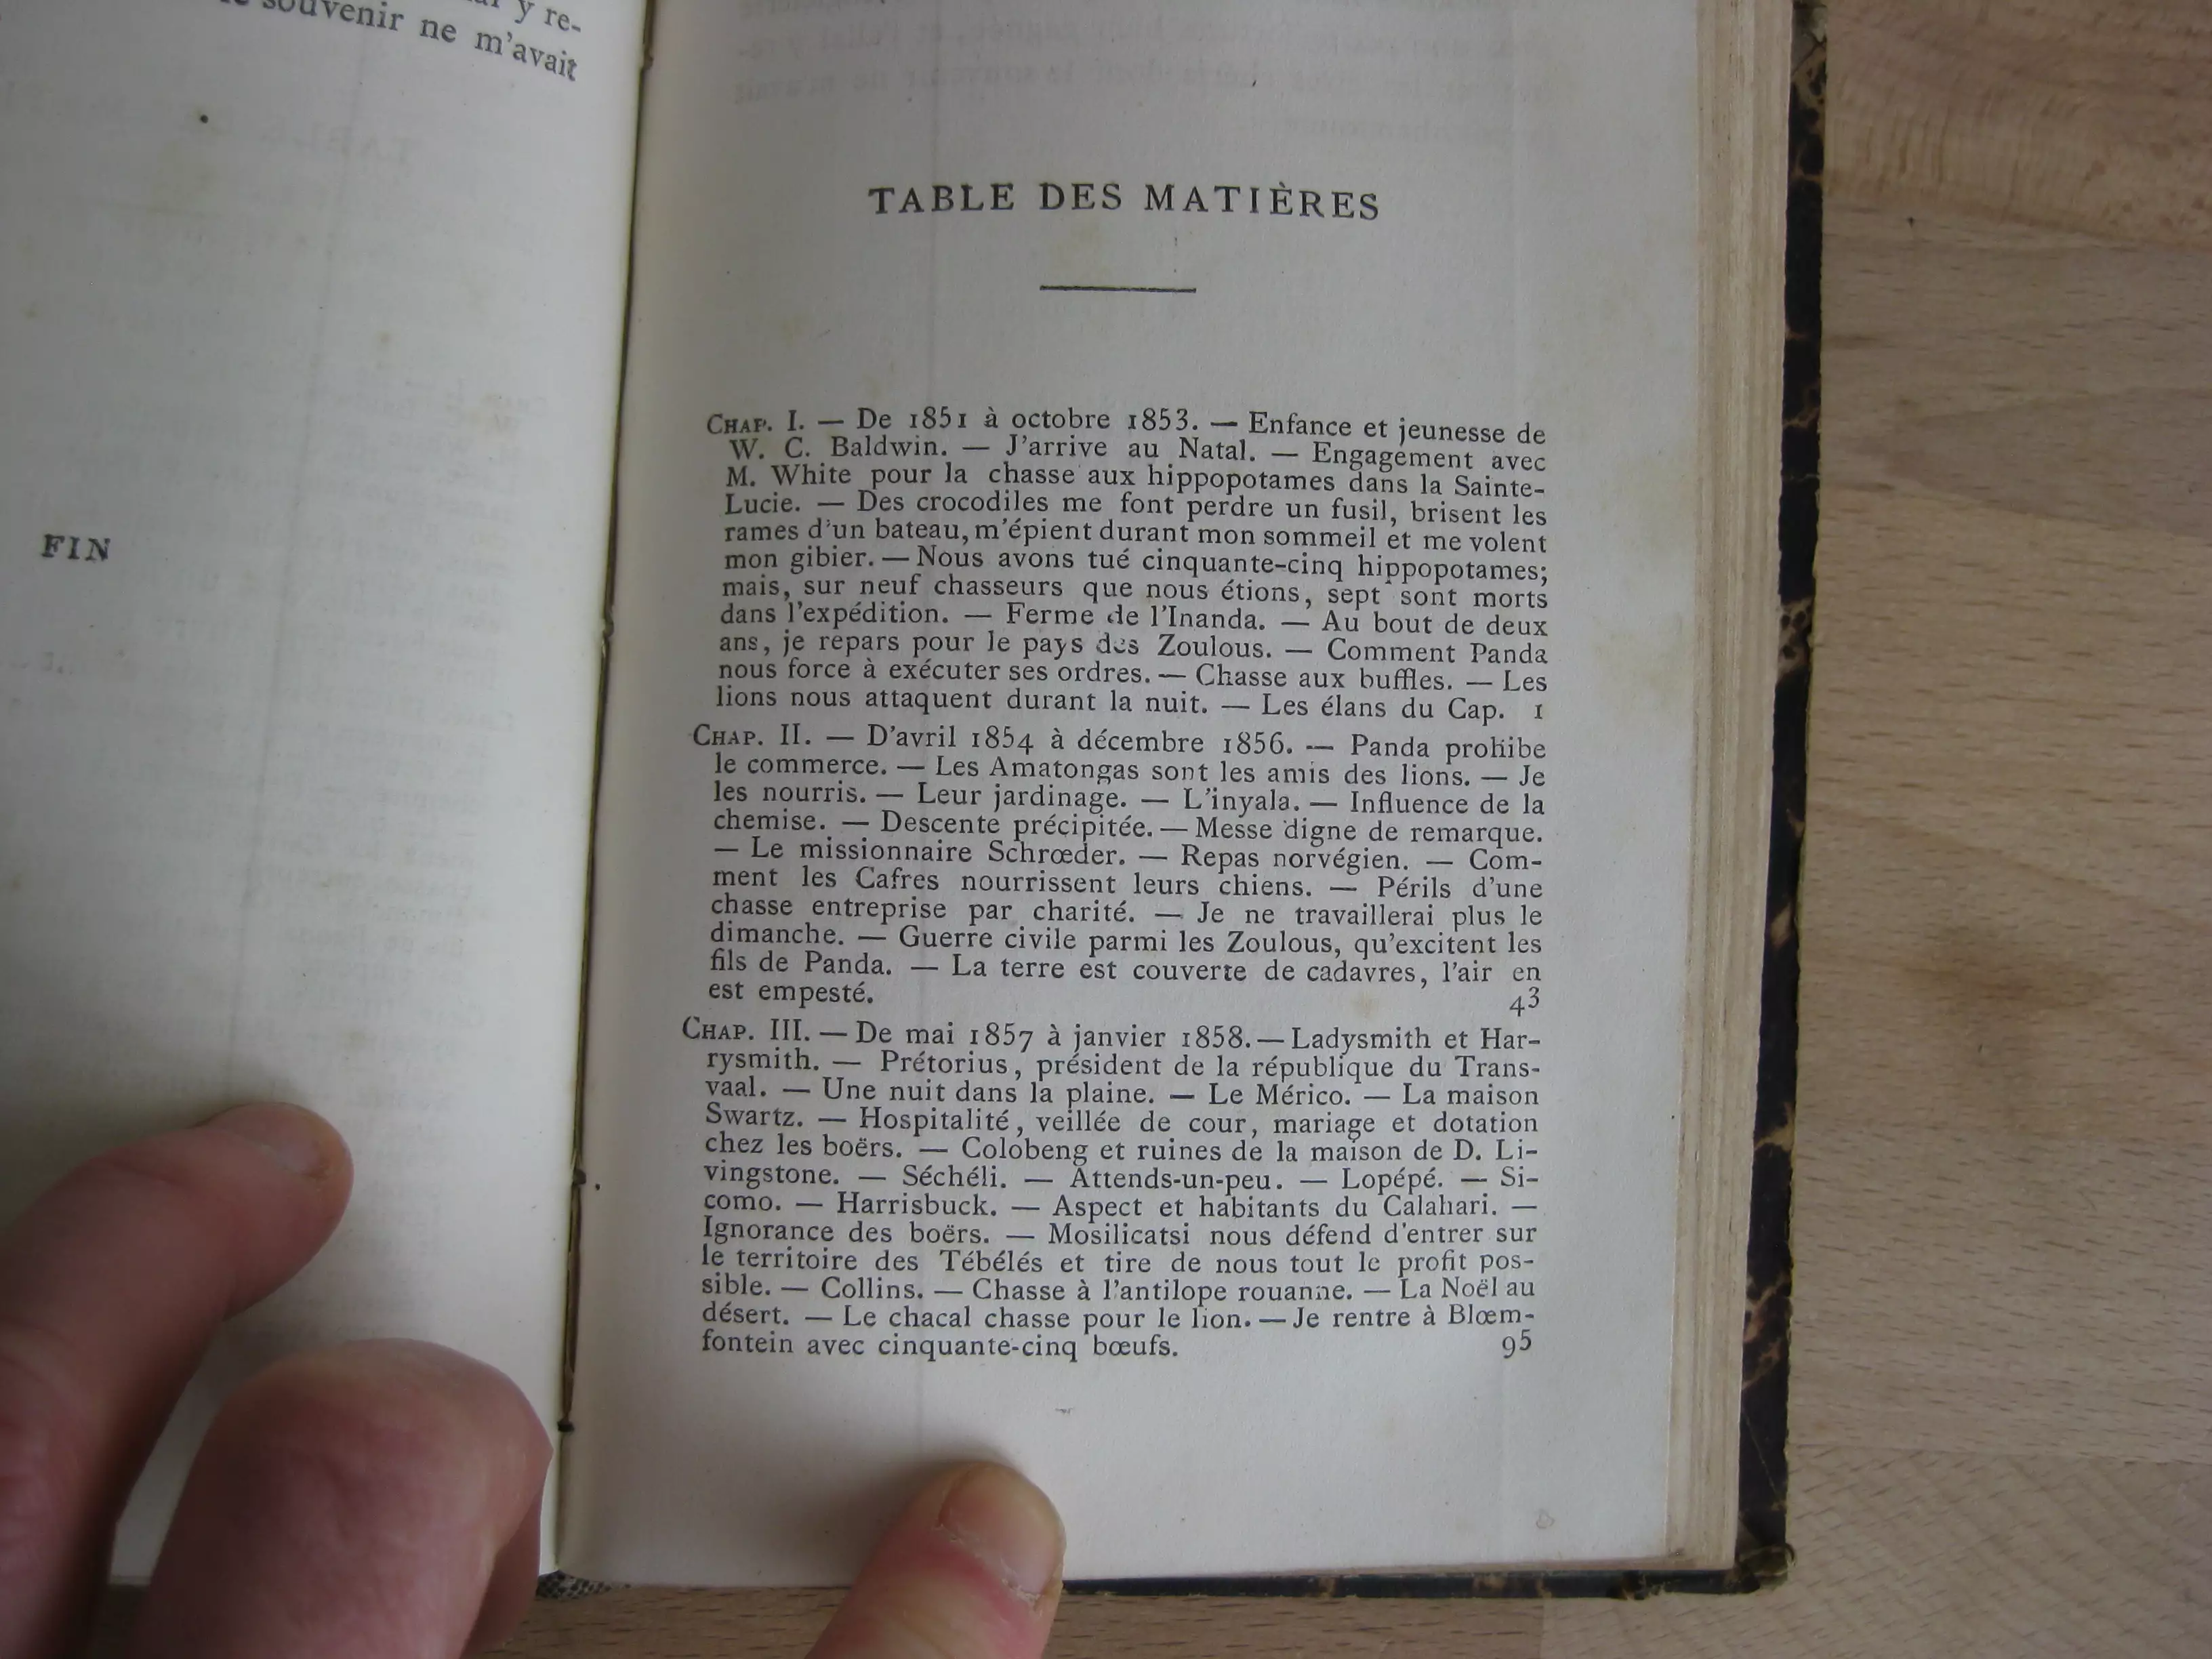 y re-
souvenir ne m'avait
FIN
TABLE DES MATIÈRES
CHAP. I. — De 1851 à octobre 1853. — Enfance et jeunesse de
W. C. Baldwin. — J'arrive au Natal. — Engagement avec
M. White pour la chasse aux hippopotames dans la Sainte-
Lucie. — Des crocodiles me font perdre un fusil, brisent les
rames d'un bateau, m'épient durant mon sommeil et me volent
mon gibier. — Nous avons tué cinquante-cinq hippopotames;
mais, sur neuf chasseurs que nous étions, sept sont morts
dans l'expédition. — Ferme de l'Inanda. — Au bout de deux
ans, je repars pour le pays des Zoulous. — Comment Panda
nous force à exécuter ses ordres. — Chasse aux buffles. — Les
lions nous attaquent durant la nuit. — Les élans du Cap. 1
CHAP. II. — D'avril 1854 à décembre 1856. — Panda prohibe
le commerce. — Les Amatongas sont les amis des lions. — Je
les nourris. — Leur jardinage. — L'inyala. — Influence de la
chemise. — Descente précipitée. — Messe digne de remarque.
— Le missionnaire Schrœder. — Repas norvégien. — Com-
ment les Cafres nourrissent leurs chiens. — Périls d'une
chasse entreprise par charité. — Je ne travaillerai plus le
dimanche. — Guerre civile parmi les Zoulous, qu'excitent les
fils de Panda. — La terre est couverte de cadavres, l'air en
est empesté. 43
CHAP. III. — De mai 1857 à janvier 1858. — Ladysmith et Har-
rysmith. — Prétorius, président de la république du Trans-
vaal. — Une nuit dans la plaine. — Le Mérico. — La maison
Swartz. — Hospitalité, veillée de cour, mariage et dotation
chez les boërs. — Colobeng et ruines de la maison de D. Li-
vingstone. — Séchéli. — Attends-un-peu. — Lopépé. — Si-
como. — Harrisbuck. — Aspect et habitants du Calahari. —
Ignorance des boërs. — Mosilicatsi nous défend d'entrer sur
le territoire des Tébélés et tire de nous tout le profit pos-
sible. — Collins. — Chasse à l'antilope rouanne. — La Noël au
désert. — Le chacal chasse pour le lion. — Je rentre à Blœm-
fontein avec cinquante-cinq bœufs. 95